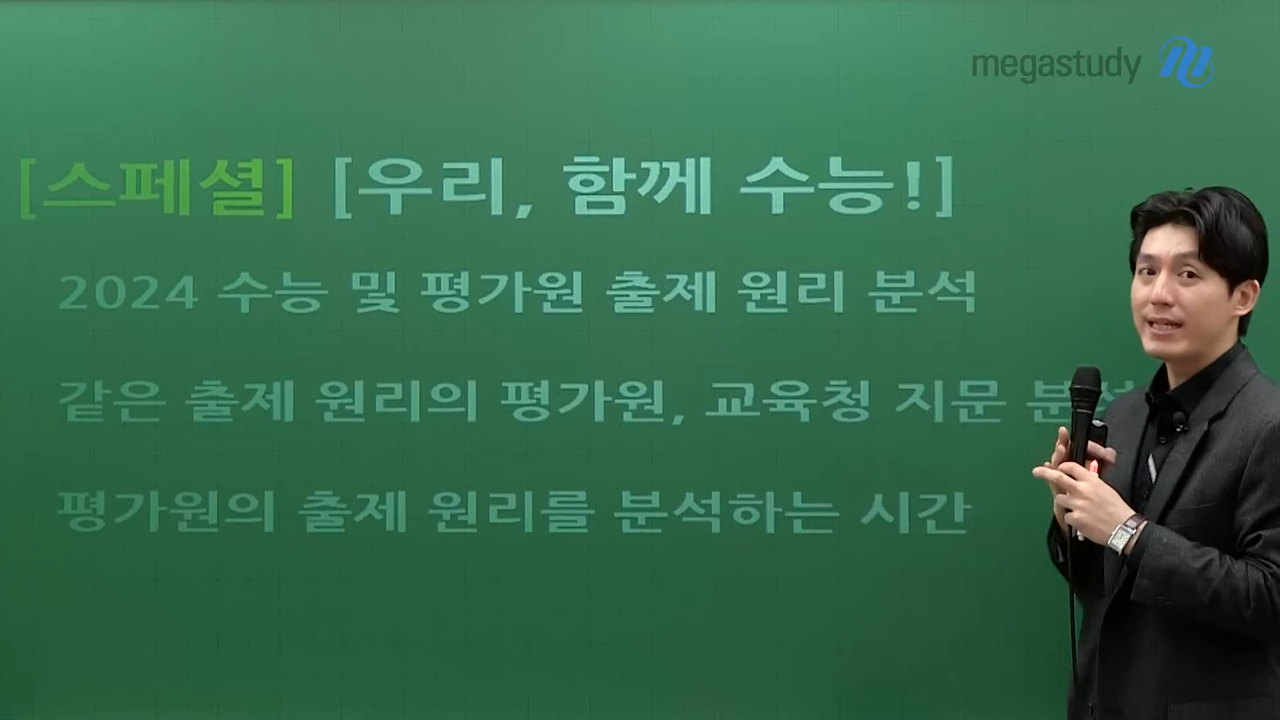 megastudy
[스페셜] [우리, 함께 수능!]
2024 수능 및 평가원 출제 원리 분석
같은 출제 원리의 평가원, 교육청 지문
평가원의 출제 원리를 분석하는 시간